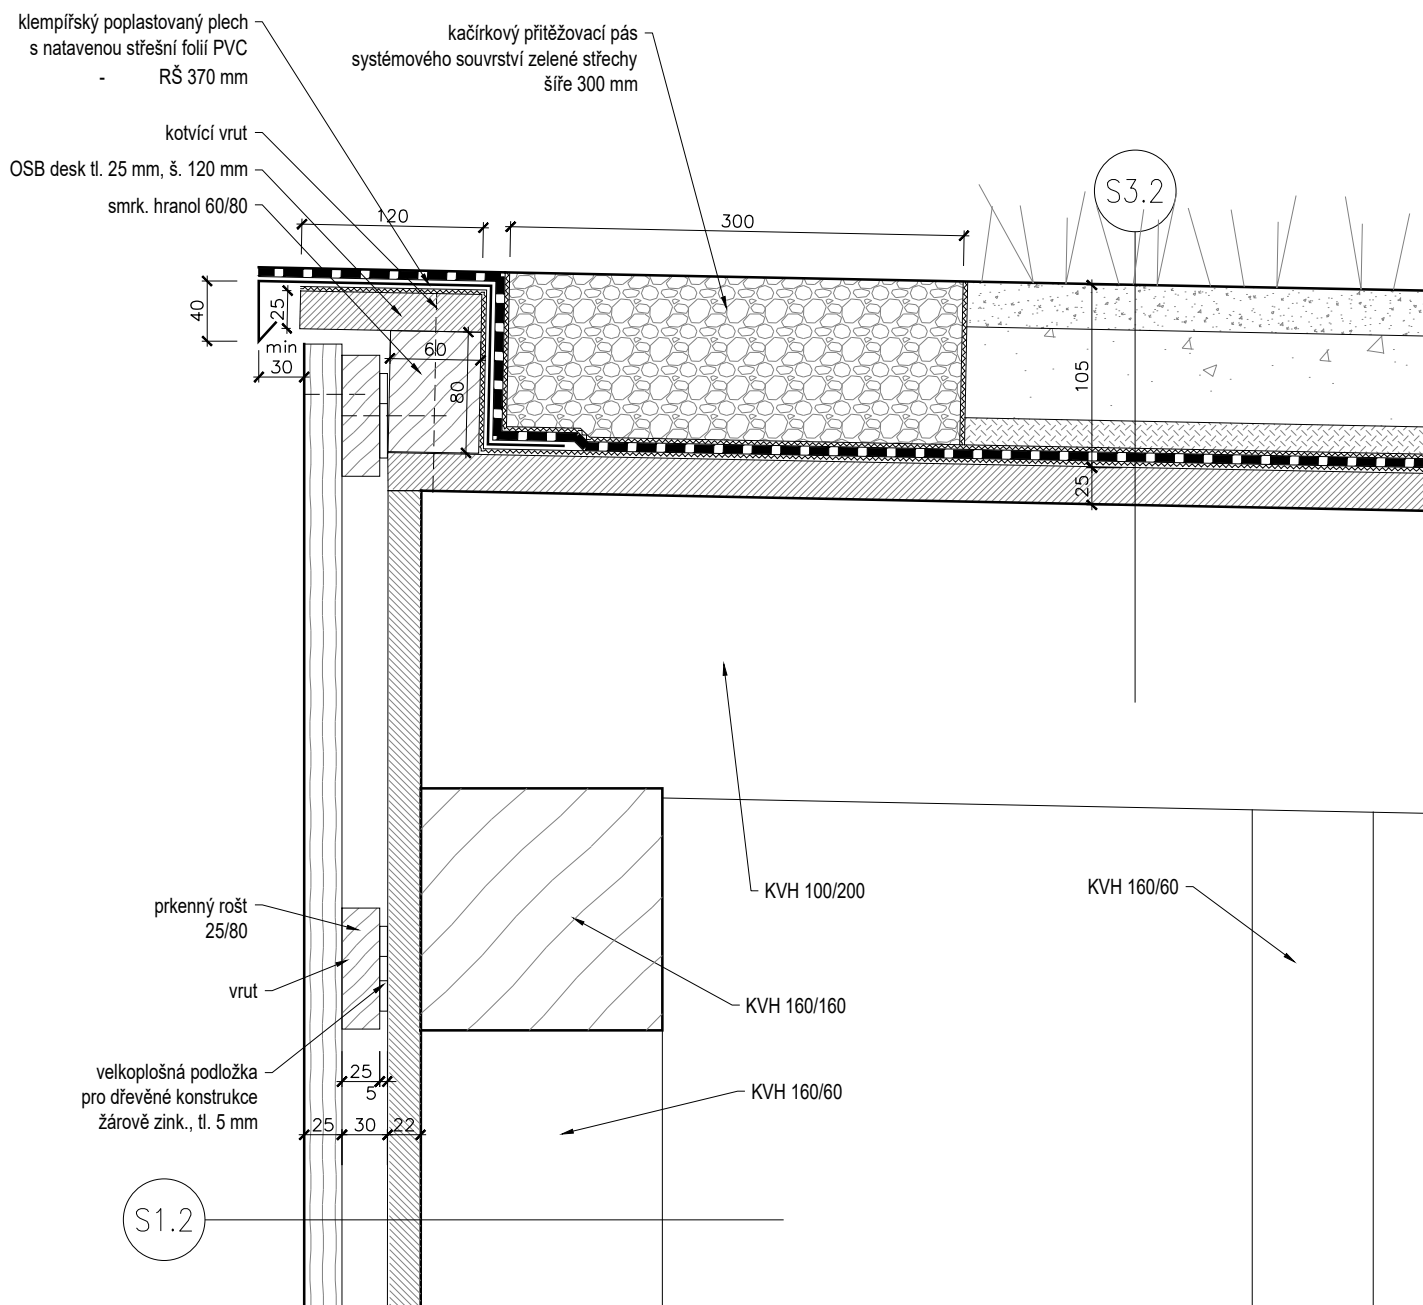 klempířský poplastovaný plech
s natavenou střešní folií PVC
- RŠ 370 mm
kačírkový přitěžovací pás
systémového souvrství zelené střechy
šíře 300 mm
kotvící vrut
OSB desk tl. 25 mm, š. 120 mm
smrk. hranol 60/80
S3.2
120
300
40
25
min
30
60
80
105
25
KVH 100/200
KVH 160/60
prkenný rošt
25/80
vrut
KVH 160/160
velkoplošná podložka
pro dřevěné konstrukce
žárově zink., tl. 5 mm
25
5
KVH 160/60
25
30
22
S1.2